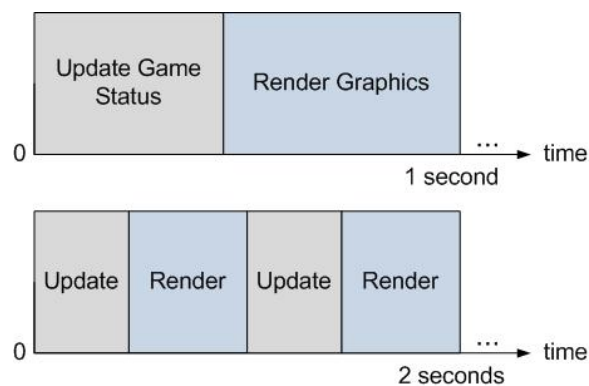 Update Game
Status
Render Graphics
0
...
time
1 second
Update
Render
Update
Render
0
...
time
2 seconds